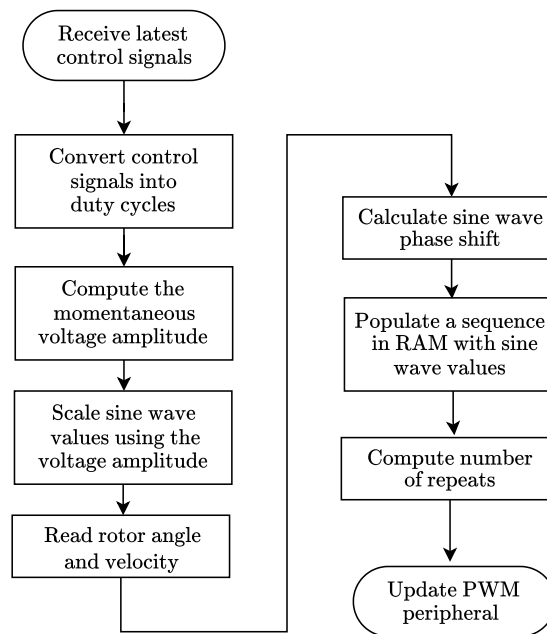 Receive latest
control signals
Convert control
signals into
duty cycles
Compute the
momentaneous
voltage amplitude
Scale sine wave
values using the
voltage amplitude
Read rotor angle
and velocity
Calculate sine wave
phase shift
Populate a sequence
in RAM with sine
wave values
Compute number
of repeats
Update PWM
peripheral